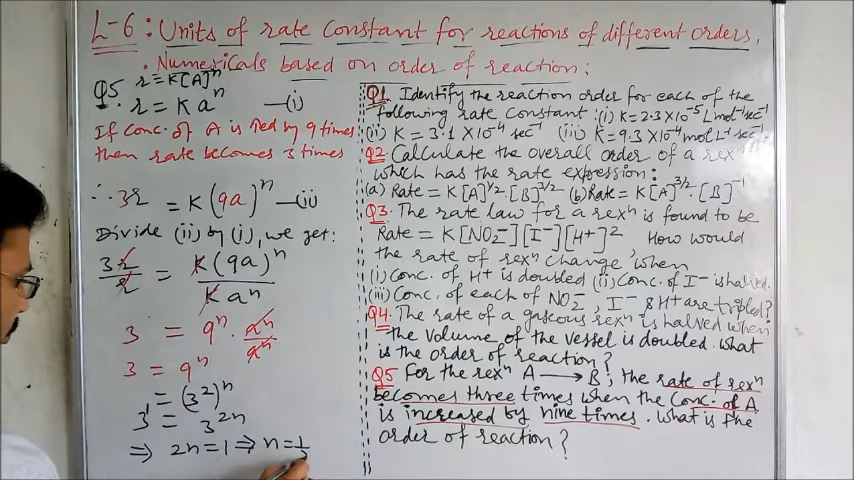 L-6 : Units of rate Constant for reactions of different orders,
. Numericals based on order of reaction :
Q5. r = K[A]ⁿ
r = K aⁿ —(i)
If Conc. of A is ↑ed by 9 times
then rate becomes 3 times
∴ 3r = K (9a)ⁿ —(ii)
Divide (ii) by (i), we get:
3r/r = K (9a)ⁿ / K aⁿ
3 = 9ⁿ . aⁿ/aⁿ
3 = 9ⁿ
= (3²)ⁿ
3¹ = 3²ⁿ
⇒ 2n = 1 ⇒ n = 1/2
Q1. Identify the reaction order for each of the
following rate Constant : (i) K = 2.3 X10⁻⁵ L mol⁻¹ sec⁻¹
(ii) K = 3.1 X 10⁻⁴ sec⁻¹ (iii) K = 9.3 X10⁻⁴ mol L⁻¹ sec⁻¹.
Q2. Calculate the overall order of a rexⁿ
which has the rate expression :
(a) Rate = K[A]^1/2 . [B]^3/2 (b) Rate = K[A]^3/2 . [B]⁻¹
Q3. The rate law for a rexⁿ is found to be
Rate = K[NO₂⁻][I⁻][H⁺]² How would
the rate of rexⁿ change, when
(i) Conc. of H⁺ is doubled (ii) Conc. of I⁻ is halved.
(iii) Conc. of each of NO₂⁻, I⁻ & H⁺ are tripled?
Q4. The rate of a gaseous rexⁿ is halved when
the volume of the vessel is doubled. What
is the order of reaction?
Q5 For the rexⁿ A → B ; the rate of rexⁿ
becomes three times when the Conc. of A
is increased by nine times. What is the
order of reaction?